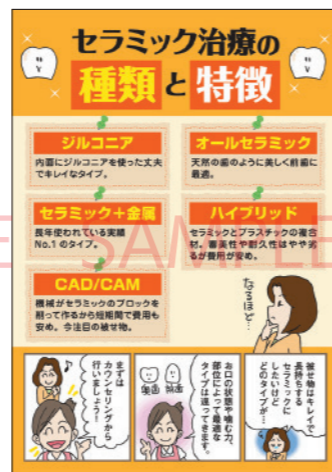 セラミック治療の
種類と特徴
ジルコニア
内面にジルコニアを使った丈夫
でキレイなタイプ。
オールセラミック
天然の歯のように美しく前歯に
最適。
セラミック+金属
長年使われている実績
No.1のタイプ。
ハイブリッド
セラミックとプラスチックの複合
材。審美性や耐久性はやや劣
るが費用が安め。
CAD/CAM
機械がセラミックのブロックを
削って作るから短期間で費用も
安め。今注目の被せ物。
なるほど…
被せ物はキレイで
長持ちする
セラミックに
したいけど
どのタイプが…
お口の状態や噛む力、
部位によって最適な
タイプは違ってきます。
奥歯
前歯
まずは
カウンセリングから
行いましょう!
SAMPLE